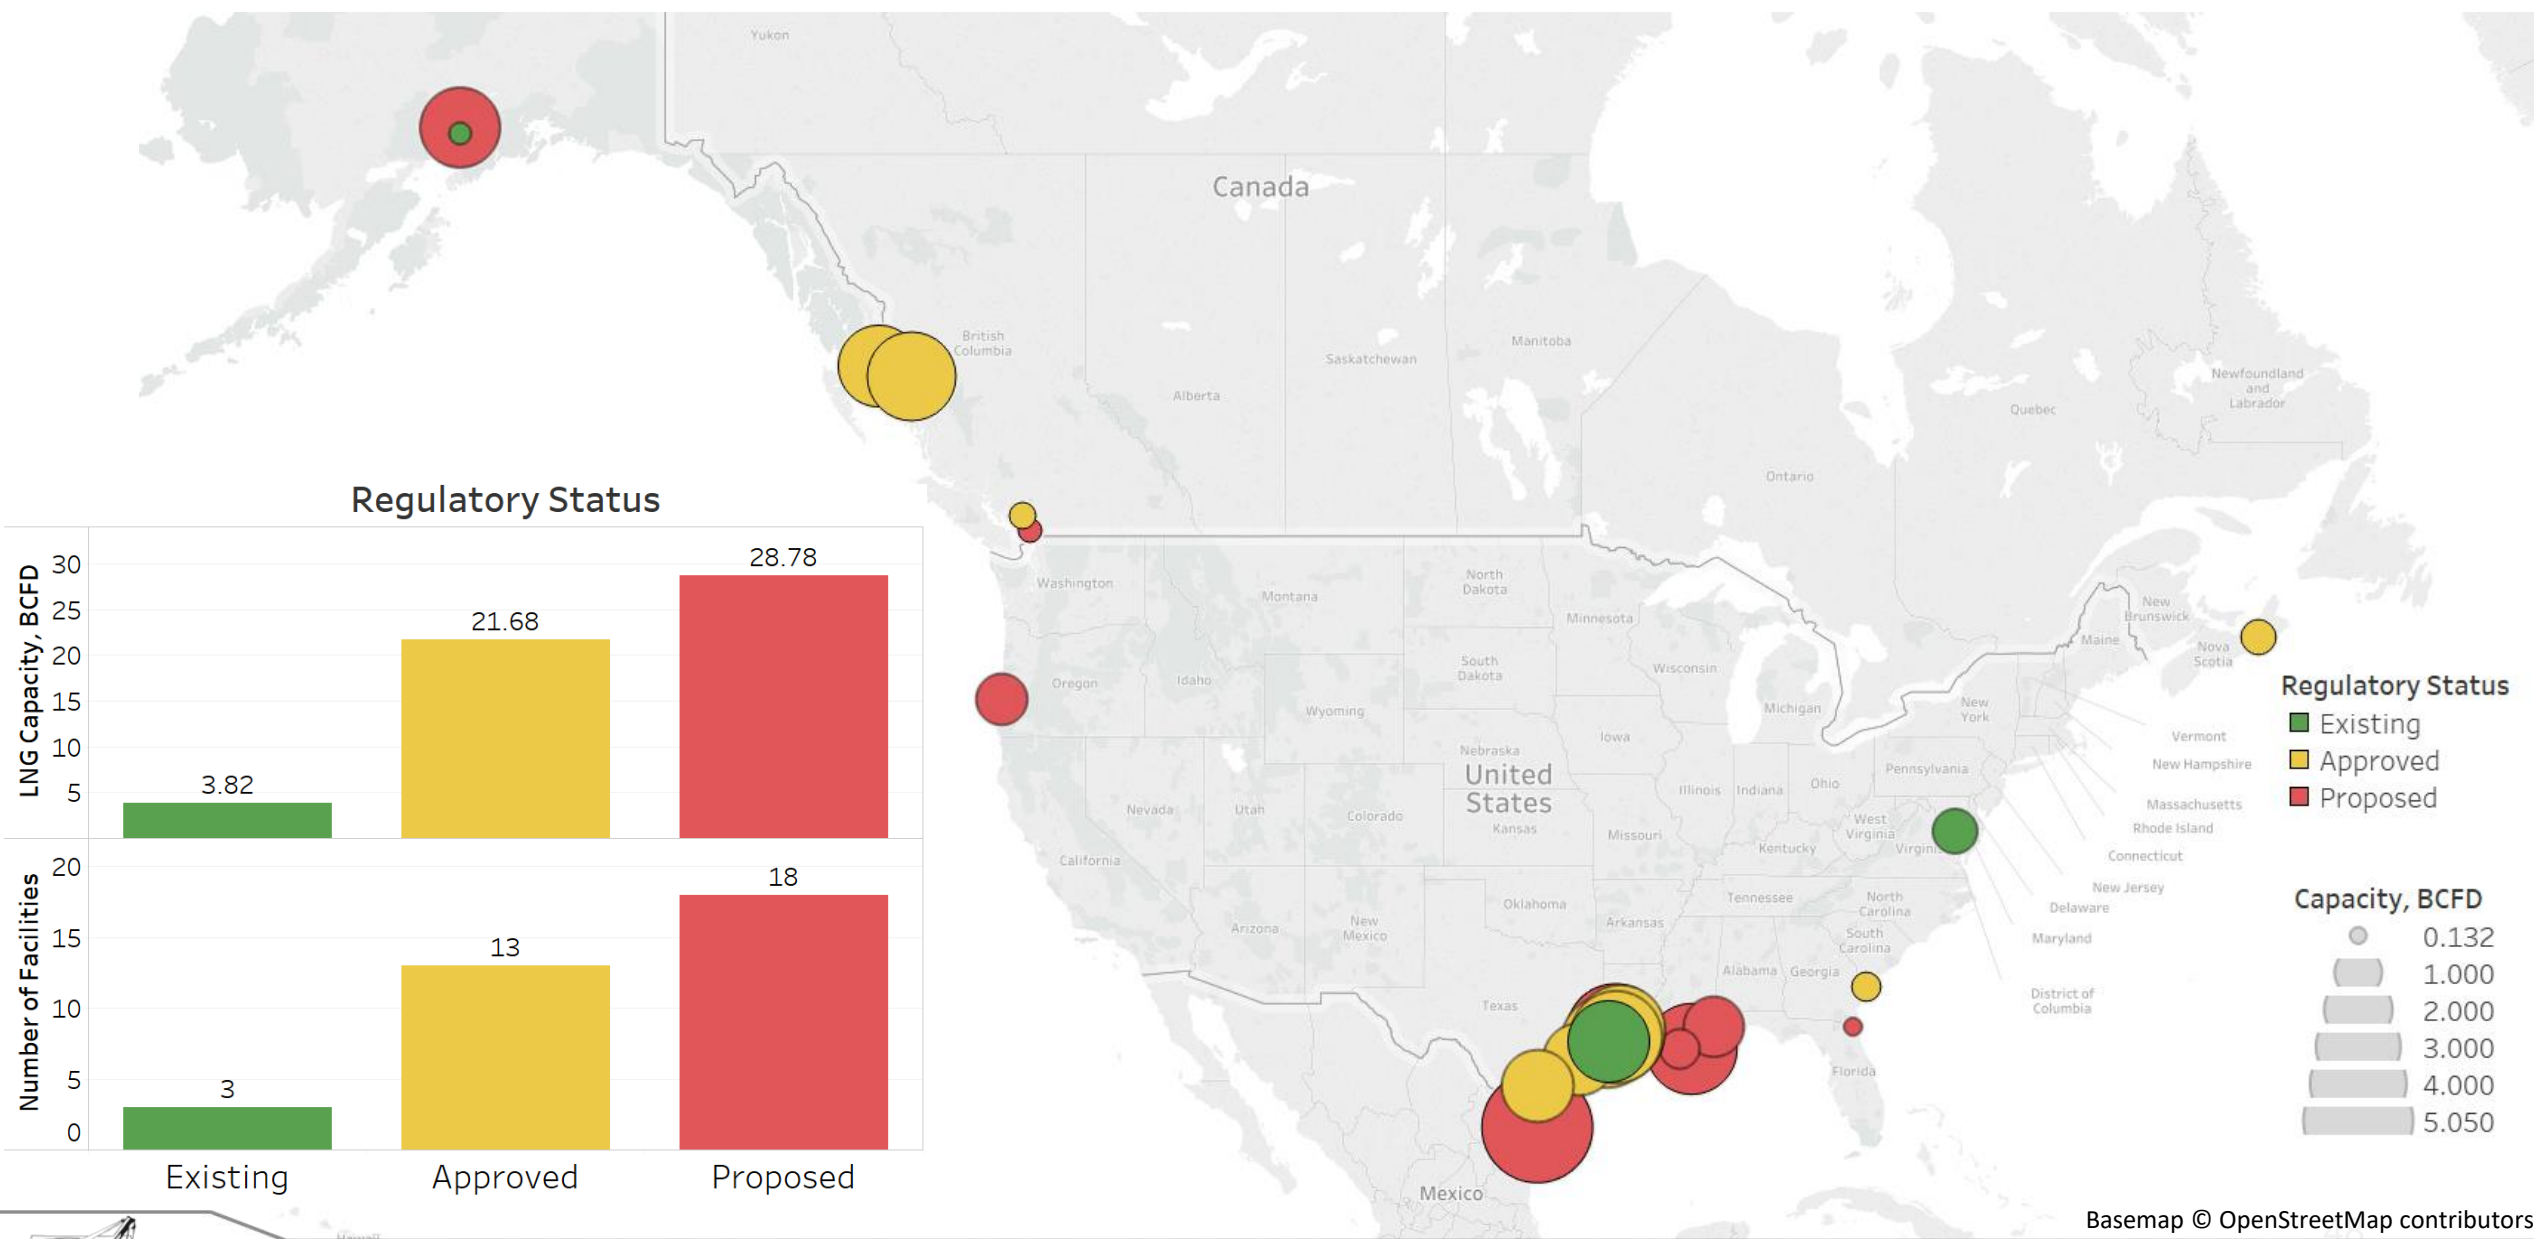 Yukon
Canada
British
Columbia
Alberta
Saskatchewan
Manitoba
Ontario
Quebec
Newfoundland
and
Labrador
New
Brunswick
Nova
Scotia
Maine
Washington
Oregon
Idaho
Montana
North
Dakota
South
Dakota
Minnesota
Wisconsin
Michigan
Wyoming
Nebraska
Iowa
New
York
Pennsylvania
Illinois
Indiana
Ohio
Nevada
Utah
Colorado
United
States
Kansas
Missouri
West
Virginia
Virgini
Kentucky
California
Arizona
New
Mexico
Oklahoma
Arkansas
Tennessee
North
Carolina
South
Carolina
Alabama
Georgia
Texas
Florida
Mexico
Vermont
New Hampshire
Massachusetts
Rhode Island
Connecticut
New Jersey
Delaware
Maryland
District of
Columbia
Regulatory Status
LNG Capacity, BCFD
30
25
20
15
10
5
3.82
21.68
28.78
Number of Facilities
20
15
10
5
0
3
13
18
Existing
Approved
Proposed
Regulatory Status
Existing
Approved
Proposed
Capacity, BCFD
0.132
1.000
2.000
3.000
4.000
5.050
Hawaii
Basemap © OpenStreetMap contributors